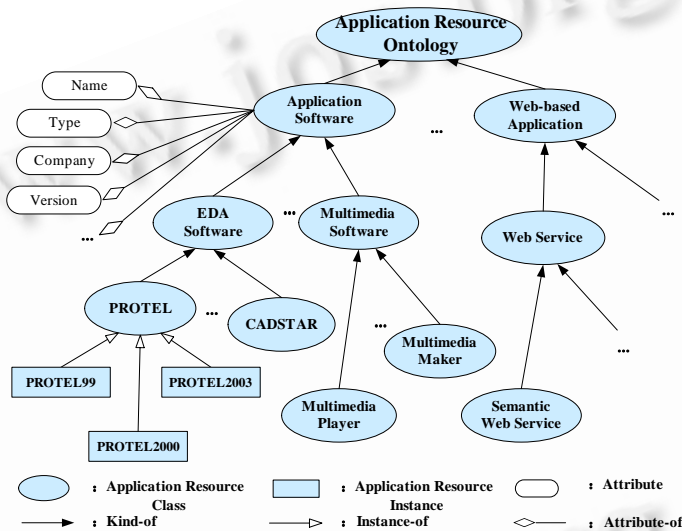 Application Resource
Ontology
Name
Type
Company
Version
...
Application
Software
...
Web-based
Application
EDA
Software
...
Multimedia
Software
Web Service
...
PROTEL
...
CADSTAR
...
Multimedia
Maker
...
PROTEL99
PROTEL2003
PROTEL2000
Multimedia
Player
Semantic
Web Service
: Application Resource
Class
: Application Resource
Instance
: Attribute
: Kind-of
: Instance-of
: Attribute-of